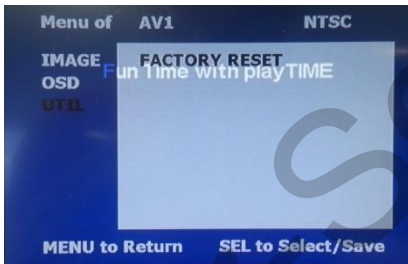 Menu of AV1 NTSC
IMAGE FACTORY RESET
Fun Time with playTIME
OSD
UTIL
MENU to Return SEL to Select/Save